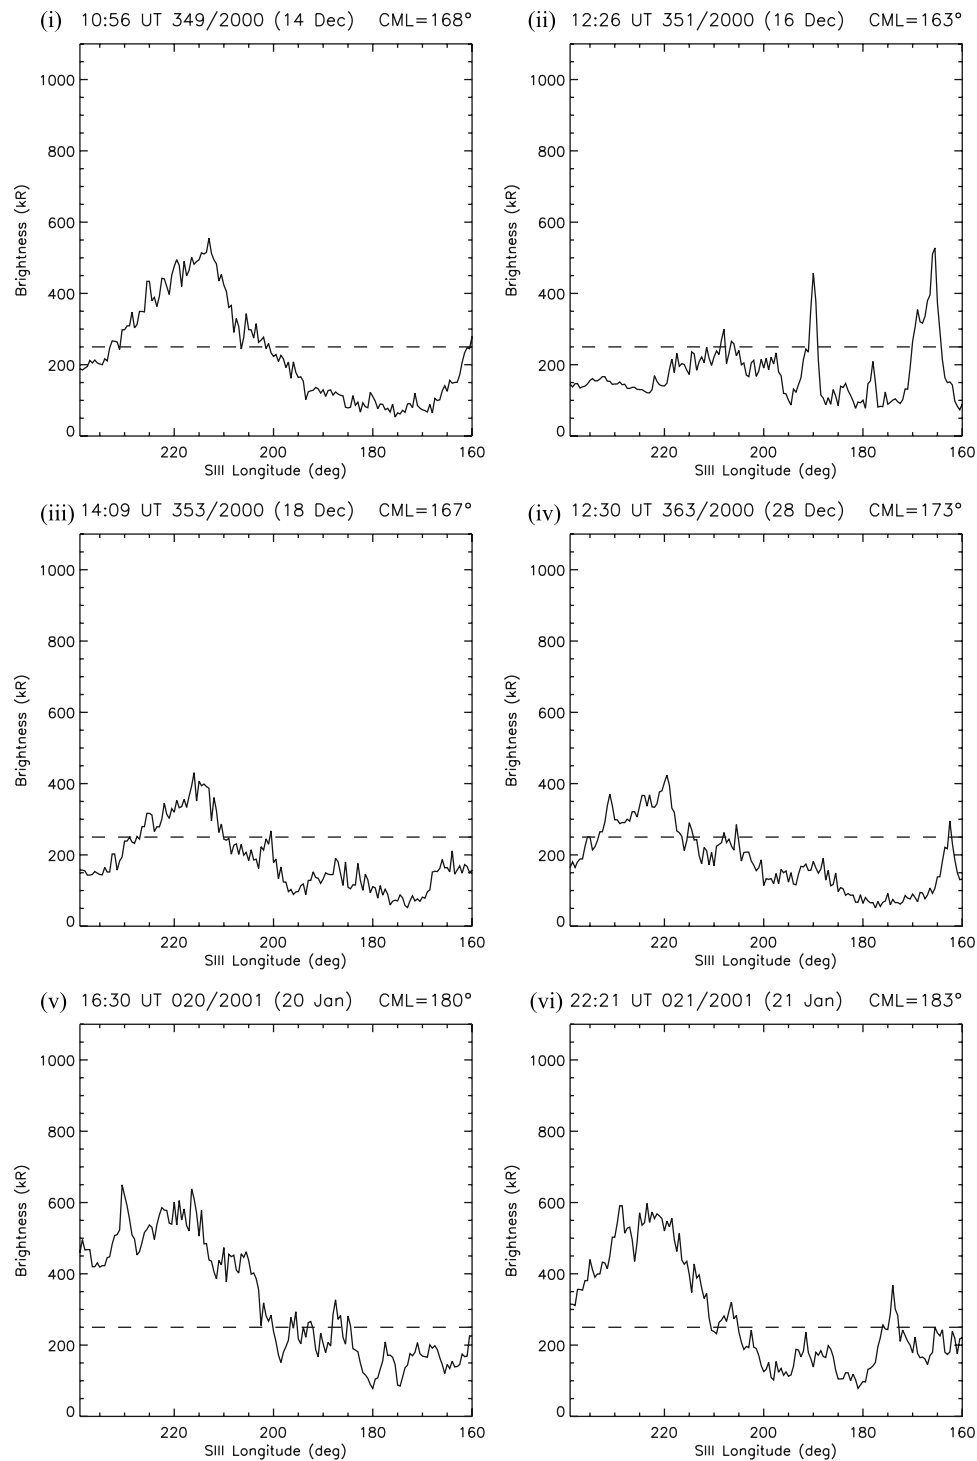 (i) 10:56 UT 349/2000 (14 Dec) CML=168°
1000
800
600
400
200
0
Brightness (kR)
220 200 180 160
SIII Longitude (deg)
(ii) 12:26 UT 351/2000 (16 Dec) CML=163°
1000
800
600
400
200
0
Brightness (kR)
220 200 180 160
SIII Longitude (deg)
(iii) 14:09 UT 353/2000 (18 Dec) CML=167°
1000
800
600
400
200
0
Brightness (kR)
220 200 180 160
SIII Longitude (deg)
(iv) 12:30 UT 363/2000 (28 Dec) CML=173°
1000
800
600
400
200
0
Brightness (kR)
220 200 180 160
SIII Longitude (deg)
(v) 16:30 UT 020/2001 (20 Jan) CML=180°
1000
800
600
400
200
0
Brightness (kR)
220 200 180 160
SIII Longitude (deg)
(vi) 22:21 UT 021/2001 (21 Jan) CML=183°
1000
800
600
400
200
0
Brightness (kR)
220 200 180 160
SIII Longitude (deg)